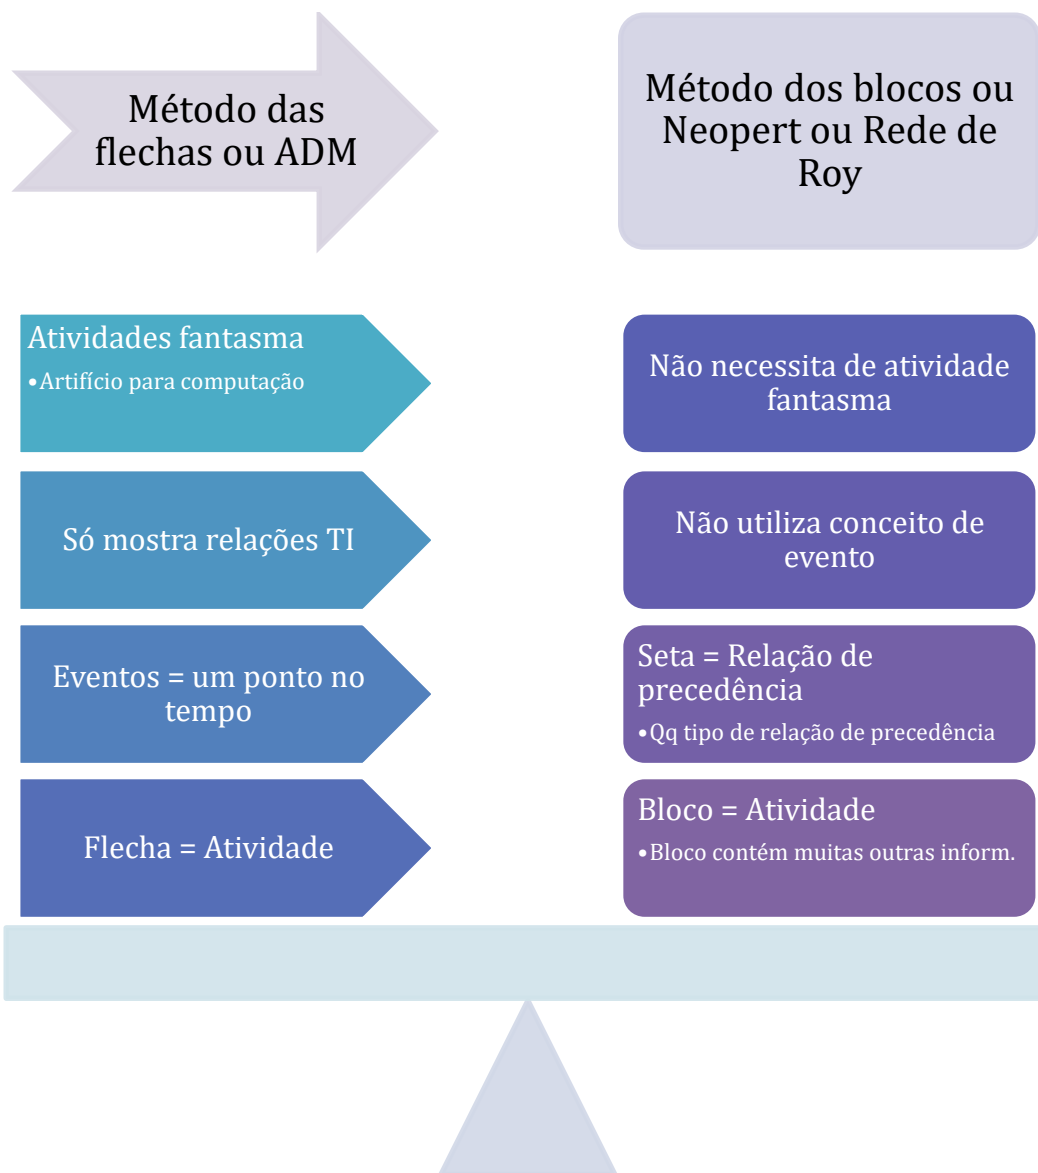 Método das
flechas ou ADM
Método dos blocos ou
Neopert ou Rede de
Roy
Atividades fantasma
•Artifício para computação
Só mostra relações TI
Eventos = um ponto no
tempo
Flecha = Atividade
Não necessita de atividade
fantasma
Não utiliza conceito de
evento
Seta = Relação de
precedência
•Qq tipo de relação de precedência
Bloco = Atividade
•Bloco contém muitas outras inform.